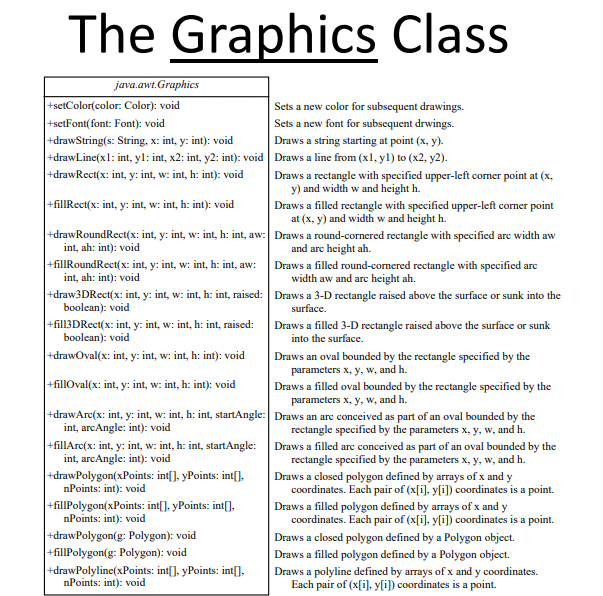 The Graphics Class
java.awt.Graphics
+setColor(color: Color): void
Sets a new color for subsequent drawings.
+setFont(font: Font): void
Sets a new font for subsequent drwings.
+drawString(s: String, x: int, y: int): void
Draws a string starting at point (x, y).
+drawLine(x1: int, y1: int, x2: int, y2: int): void
Draws a line from (x1, y1) to (x2, y2).
+drawRect(x: int, y: int, w: int, h: int): void
Draws a rectangle with specified upper-left corner point at (x,
y) and width w and height h.
+fillRect(x: int, y: int, w: int, h: int): void
Draws a filled rectangle with specified upper-left corner point
at (x, y) and width w and height h.
+drawRoundRect(x: int, y: int, w: int, h: int, aw:
int, ah: int): void
Draws a round-cornered rectangle with specified arc width aw
and arc height ah.
+fillRoundRect(x: int, y: int, w: int, h: int, aw:
int, ah: int): void
Draws a filled round-cornered rectangle with specified arc
width aw and arc height ah.
+draw3DRect(x: int, y: int, w: int, h: int, raised:
boolean): void
Draws a 3-D rectangle raised above the surface or sunk into the
surface.
+fill3DRect(x: int, y: int, w: int, h: int, raised:
boolean): void
Draws a filled 3-D rectangle raised above the surface or sunk
into the surface.
+drawOval(x: int, y: int, w: int, h: int): void
Draws an oval bounded by the rectangle specified by the
parameters x, y, w, and h.
+fillOval(x: int, y: int, w: int, h: int): void
Draws a filled oval bounded by the rectangle specified by the
parameters x, y, w, and h.
+drawArc(x: int, y: int, w: int, h: int, startAngle:
int, arcAngle: int): void
Draws an arc conceived as part of an oval bounded by the
rectangle specified by the parameters x, y, w, and h.
+fillArc(x: int, y: int, w: int, h: int, startAngle:
int, arcAngle: int): void
Draws a filled arc conceived as part of an oval bounded by the
rectangle specified by the parameters x, y, w, and h.
+drawPolygon(xPoints: int[], yPoints: int[],
nPoints: int): void
Draws a closed polygon defined by arrays of x and y
coordinates. Each pair of (x[i], y[i]) coordinates is a point.
+fillPolygon(xPoints: int[], yPoints: int[],
nPoints: int): void
Draws a filled polygon defined by arrays of x and y
coordinates. Each pair of (x[i], y[i]) coordinates is a point.
+drawPolygon(g: Polygon): void
Draws a closed polygon defined by a Polygon object.
+fillPolygon(g: Polygon): void
Draws a filled polygon defined by a Polygon object.
+drawPolyline(xPoints: int[], yPoints: int[],
nPoints: int): void
Draws a polyline defined by arrays of x and y coordinates.
Each pair of (x[i], y[i]) coordinates is a point.